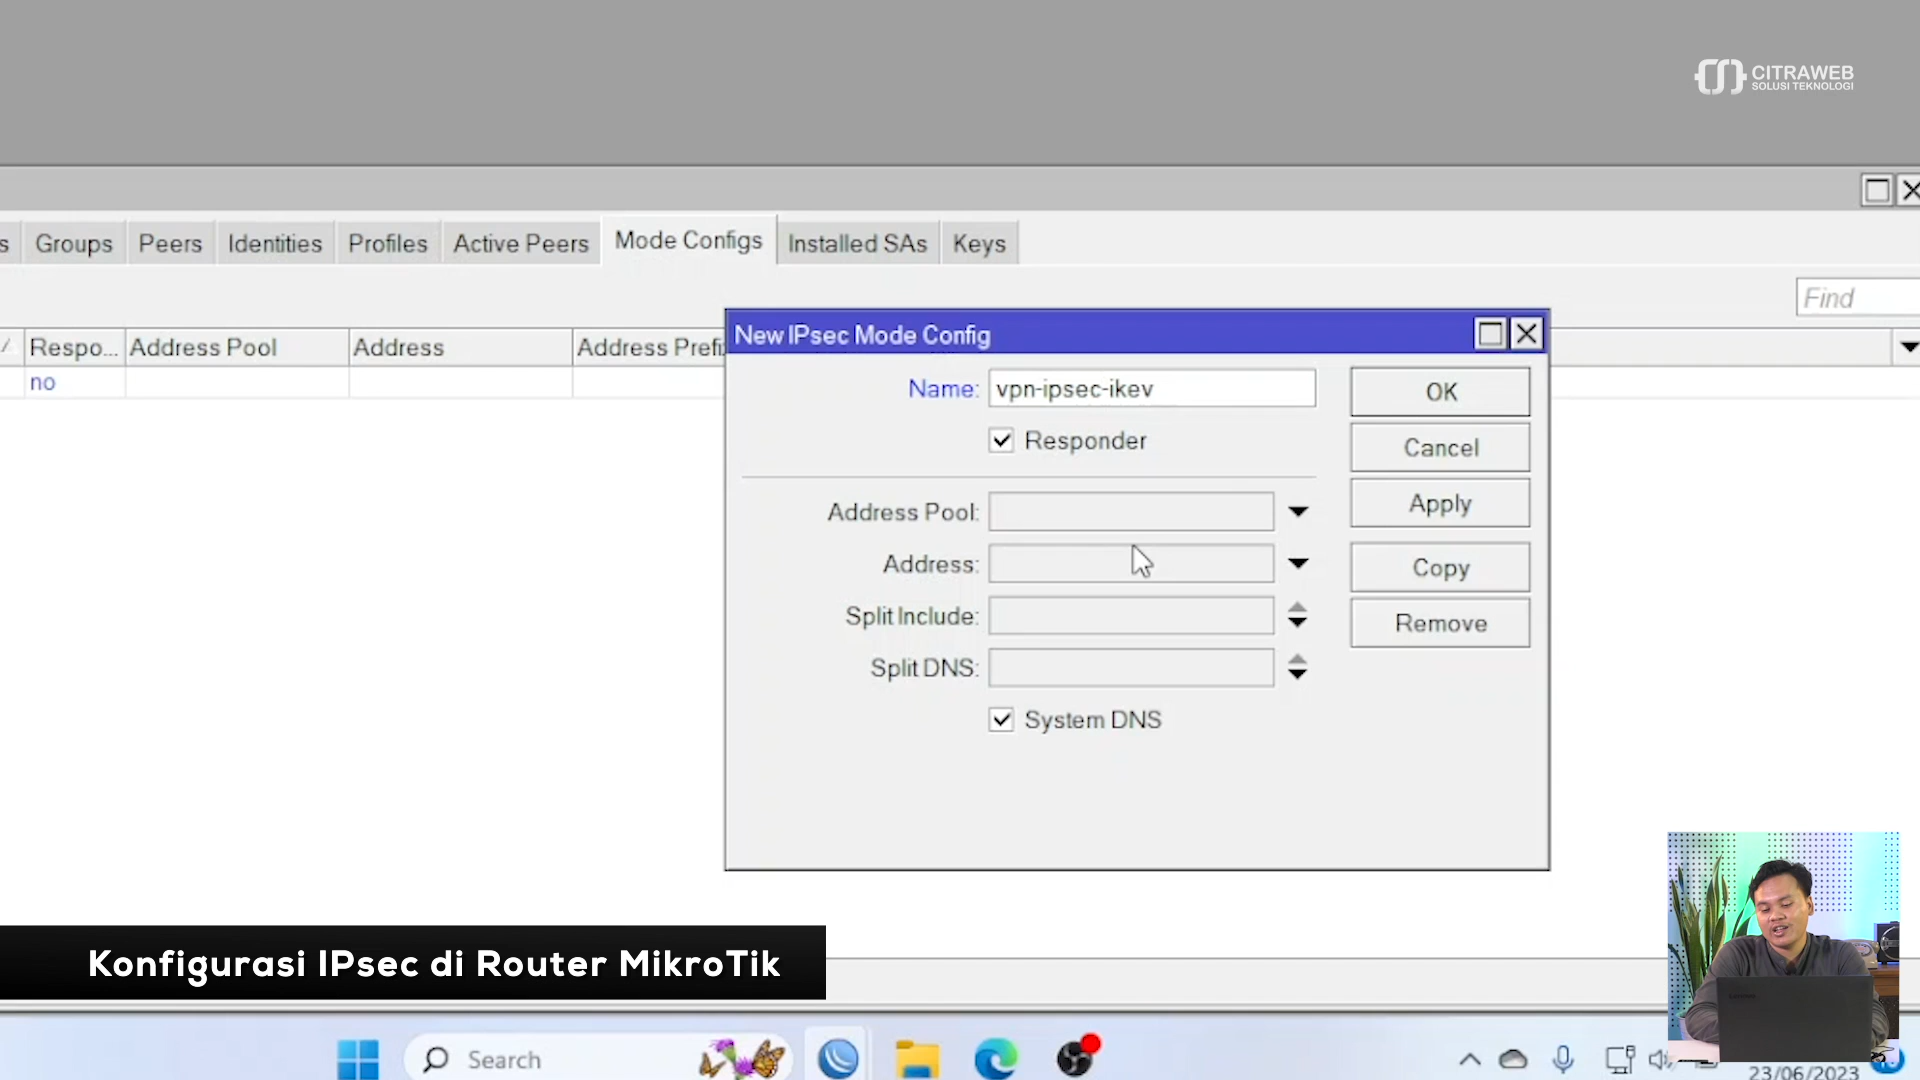 CITRAWEB
SOLUSI TEKNOLOGI
s Groups Peers Identities Profiles Active Peers Mode Configs Installed SAs Keys
Find
Respo... Address Pool Address Address Prefi
no
New IPsec Mode Config
Name: vpn-ipsec-ikev
Responder
Address Pool:
Address:
Split Include:
Split DNS:
System DNS
OK
Cancel
Apply
Copy
Remove
Konfigurasi IPsec di Router MikroTik
Search
23/06/2023